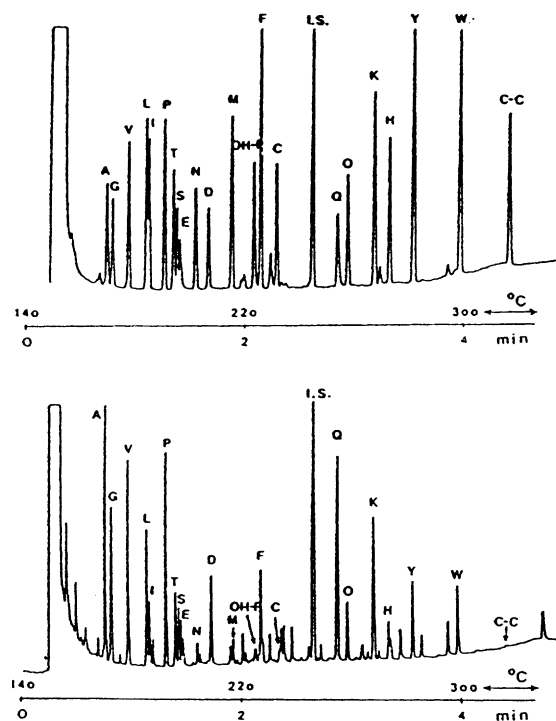 F I.S. Y W.
K
M C-C
L P
I
V H
OH-P C
T O
A N
G S D Q
E
140 220 300 °C
0 2 4 min
I.S.
A Q
V P
G K
L
D F
I T Y W
S O
E OH-P C
M H C-C
N
140 220 300 °C
0 2 4 min